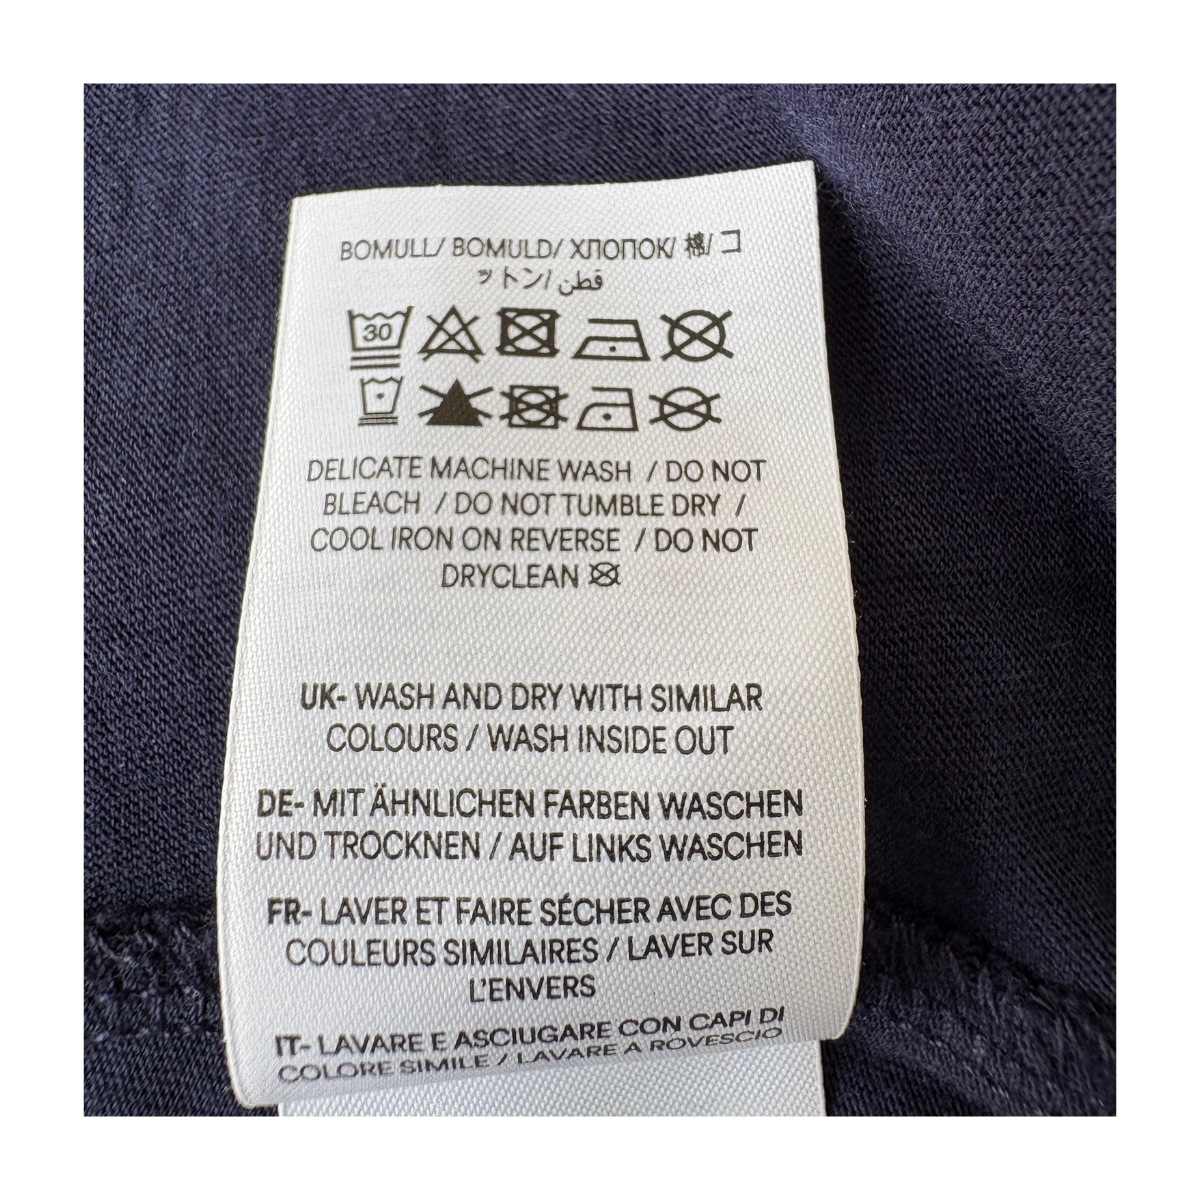 BOMULL/ BOMULD/ ХЛОПОК/ 棉/ コ
ットン/ قطن
30
DELICATE MACHINE WASH / DO NOT
BLEACH / DO NOT TUMBLE DRY /
COOL IRON ON REVERSE / DO NOT
DRYCLEAN
UK- WASH AND DRY WITH SIMILAR
COLOURS / WASH INSIDE OUT
DE- MIT ÄHNLICHEN FARBEN WASCHEN
UND TROCKNEN / AUF LINKS WASCHEN
FR- LAVER ET FAIRE SÉCHER AVEC DES
COULEURS SIMILAIRES / LAVER SUR
L'ENVERS
IT- LAVARE E ASCIUGARE CON CAPI DI
COLORE SIMILE / LAVARE A ROVESCIO